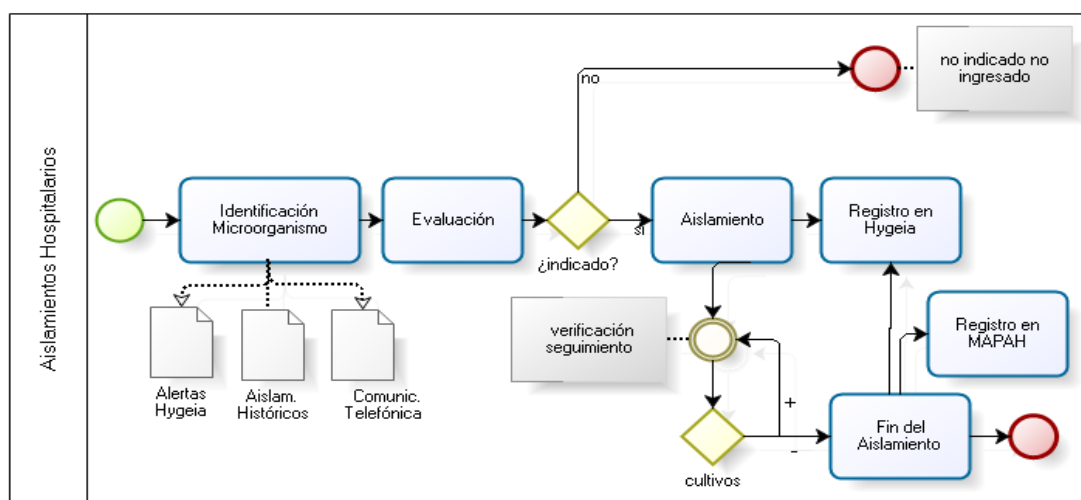 Aislamientos Hospitalarios
no
no indicado no
ingresado
Identificación
Microorganismo
Evaluación
¿indicado?
si
Aislamiento
Registro en
Hygeia
Alertas
Hygeia
Aislam.
Históricos
Comunic.
Telefónica
verificación
seguimiento
Registro en
MAPAH
+
-
cultivos
Fin del
Aislamiento